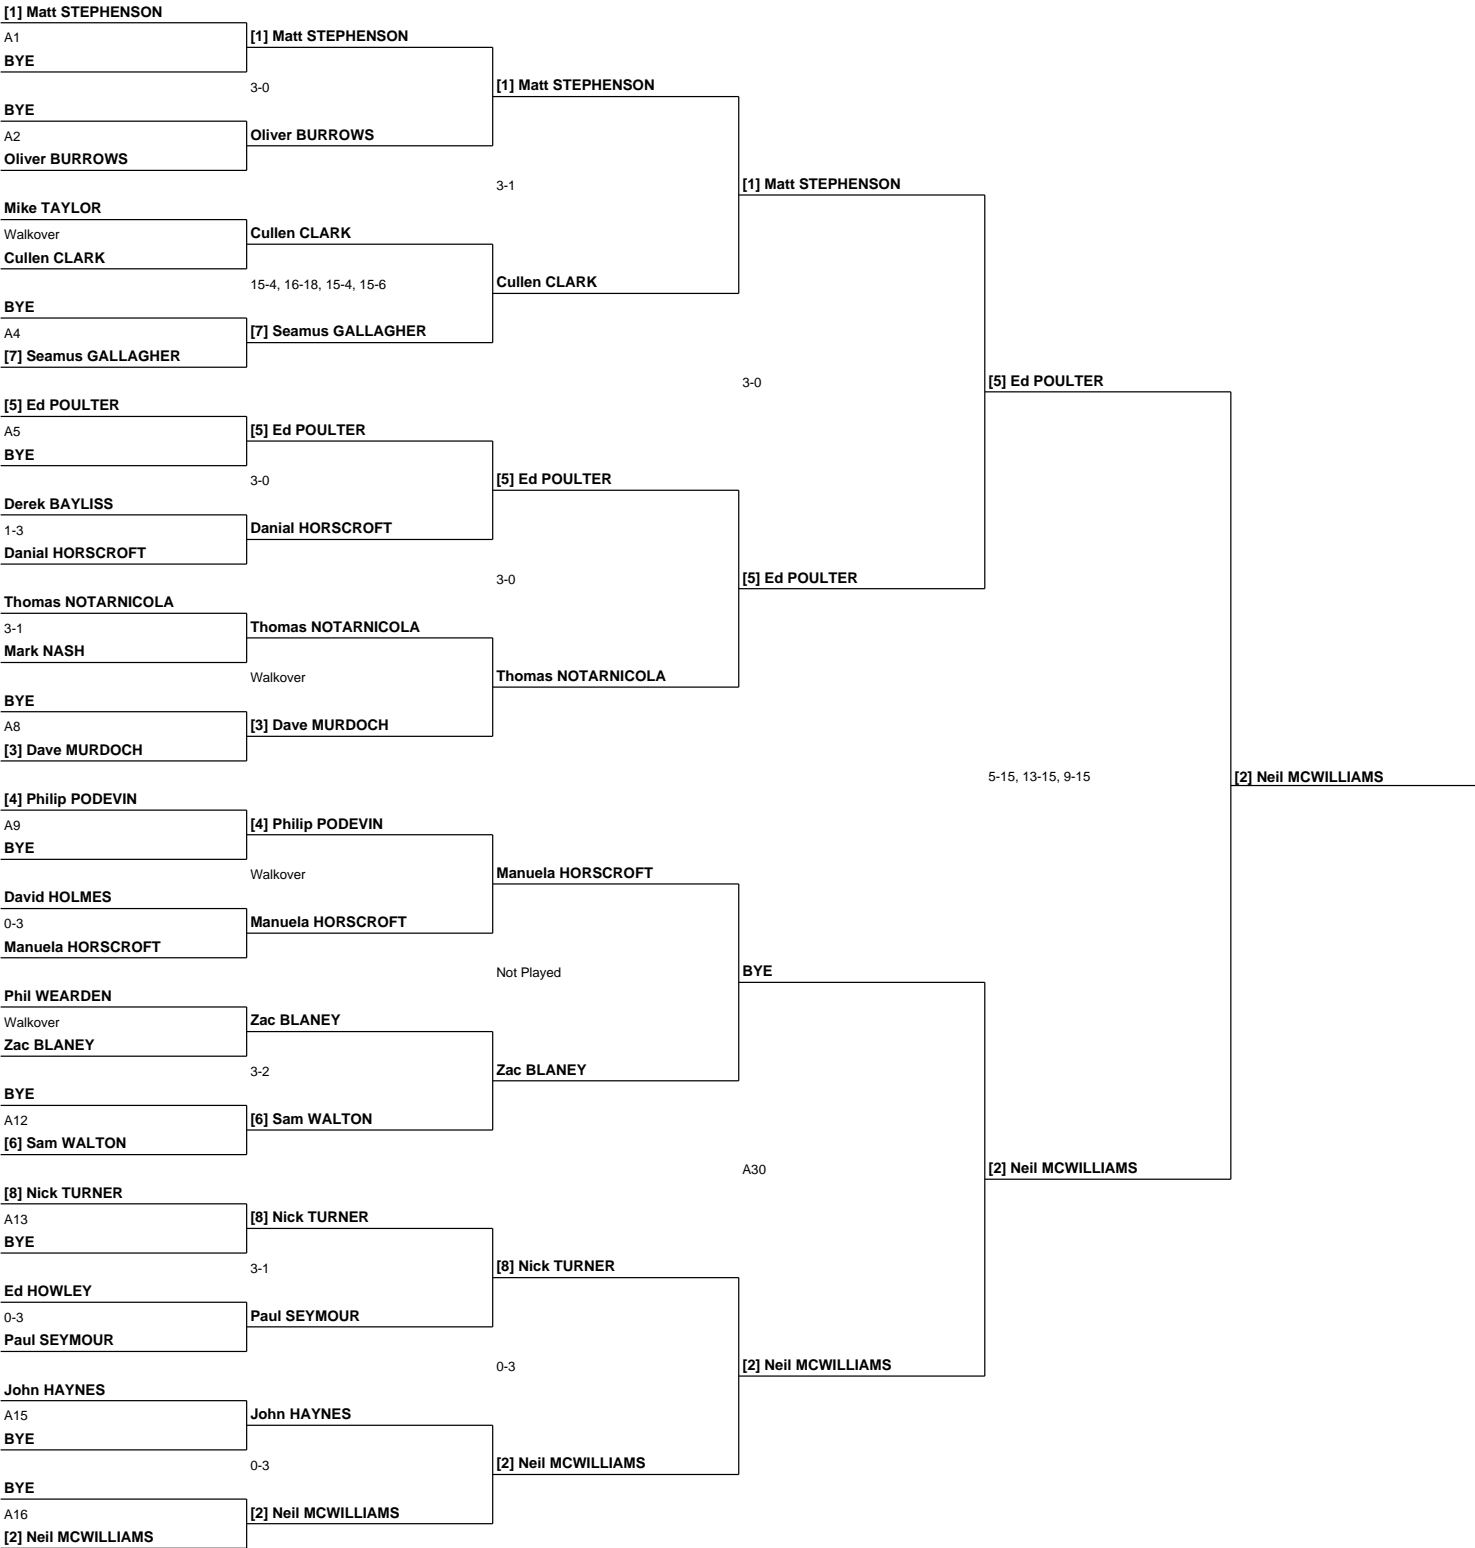 [1] Matt STEPHENSON
A1
BYE
BYE
A2
Oliver BURROWS
Mike TAYLOR
Walkover
Cullen CLARK
BYE
A4
[7] Seamus GALLAGHER
[5] Ed POULTER
A5
BYE
Derek BAYLISS
1-3
Danial HORSCROFT
Thomas NOTARNICOLA
3-1
Mark NASH
BYE
A8
[3] Dave MURDOCH
[4] Philip PODEVIN
A9
BYE
David HOLMES
0-3
Manuela HORSCROFT
Phil WEARDEN
Walkover
Zac BLANEY
BYE
A12
[6] Sam WALTON
[8] Nick TURNER
A13
BYE
Ed HOWLEY
0-3
Paul SEYMOUR
John HAYNES
A15
BYE
BYE
A16
[2] Neil MCWILLIAMS
[1] Matt STEPHENSON
3-0
Oliver BURROWS
Cullen CLARK
15-4, 16-18, 15-4, 15-6
[7] Seamus GALLAGHER
[5] Ed POULTER
3-0
Danial HORSCROFT
Thomas NOTARNICOLA
Walkover
[3] Dave MURDOCH
[4] Philip PODEVIN
Walkover
Manuela HORSCROFT
Zac BLANEY
3-2
[6] Sam WALTON
[8] Nick TURNER
3-1
Paul SEYMOUR
John HAYNES
0-3
[2] Neil MCWILLIAMS
[1] Matt STEPHENSON
3-1
Cullen CLARK
[5] Ed POULTER
3-0
Thomas NOTARNICOLA
Manuela HORSCROFT
Not Played
Zac BLANEY
[8] Nick TURNER
0-3
[2] Neil MCWILLIAMS
[1] Matt STEPHENSON
3-0
[5] Ed POULTER
BYE
A30
[2] Neil MCWILLIAMS
[5] Ed POULTER
5-15, 13-15, 9-15
[2] Neil MCWILLIAMS
[2] Neil MCWILLIAMS